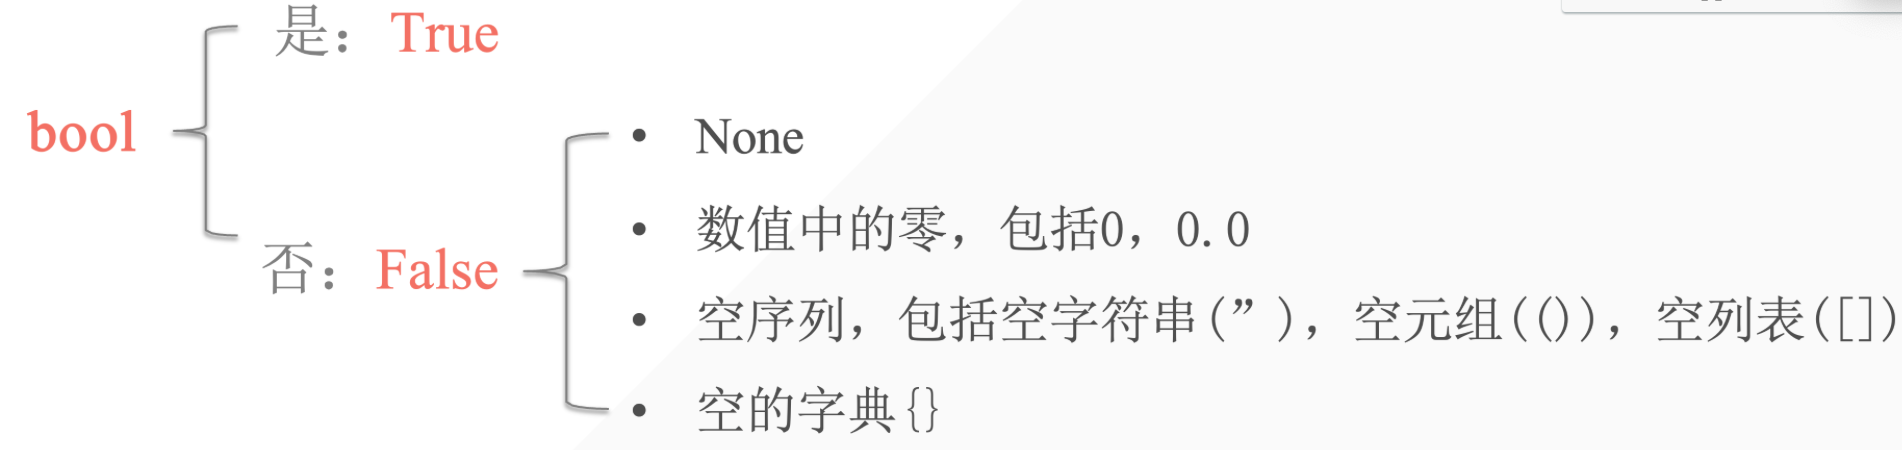 是：True
bool
None
数值中的零，包括0，0.0
否：False
空序列，包括空字符串(”)，空元组(())，空列表([])
空的字典{}